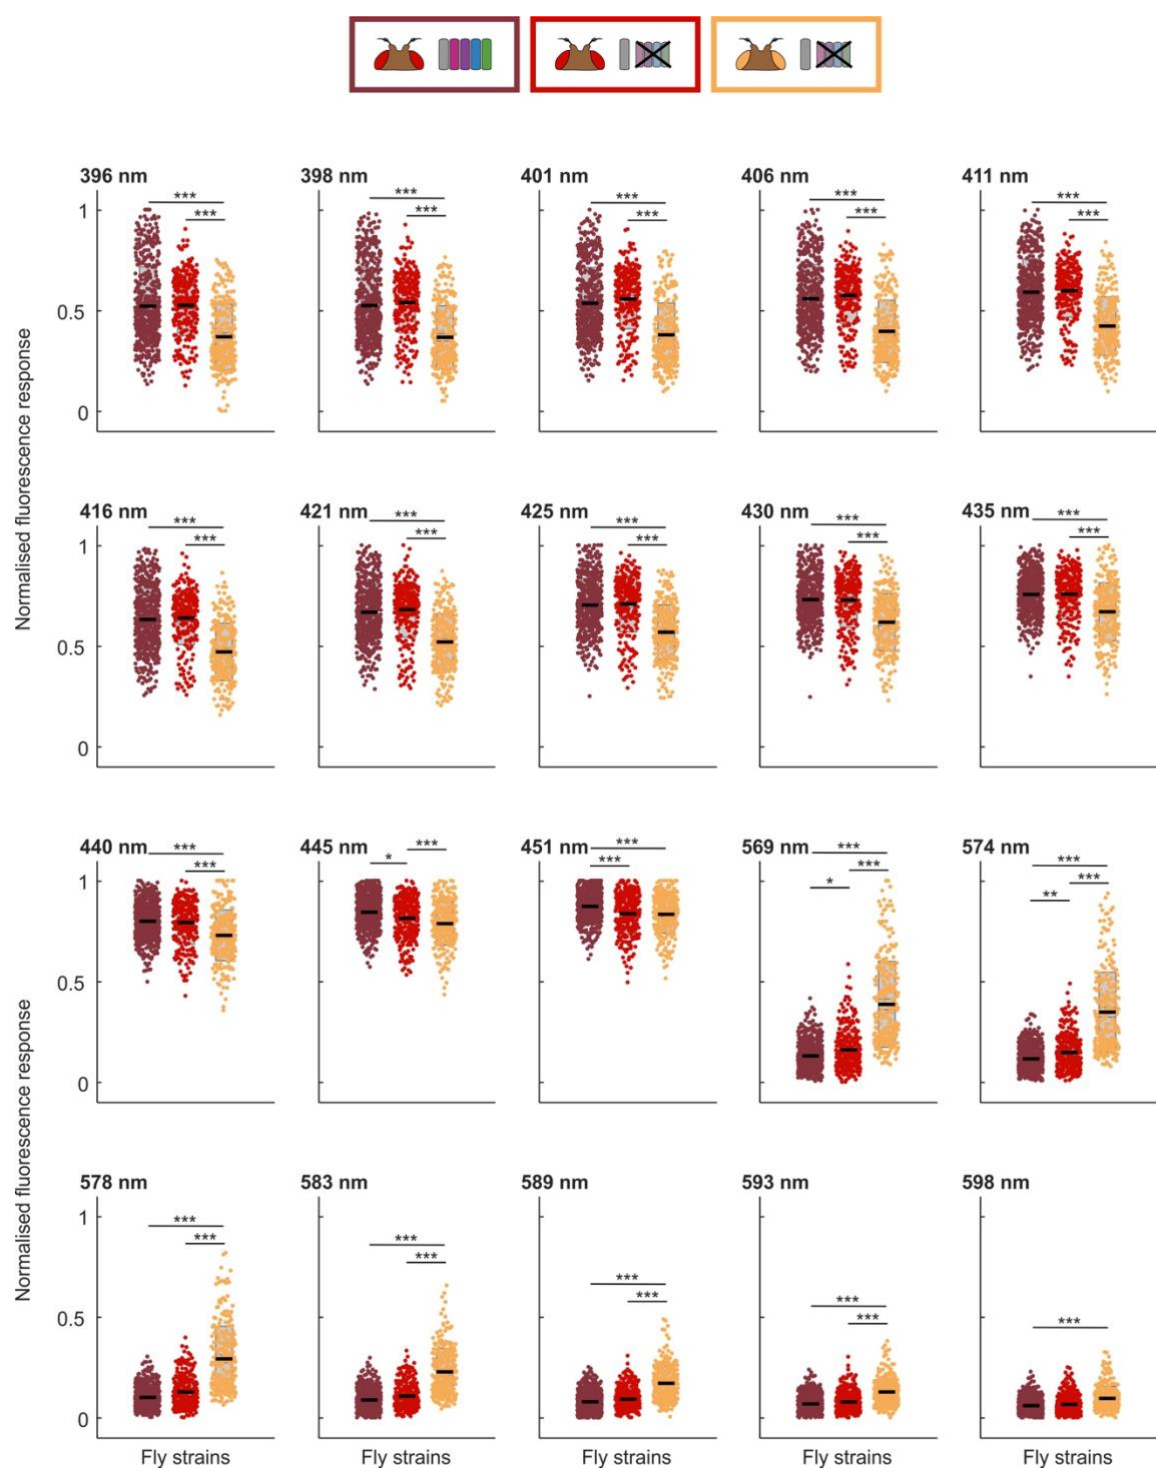 396 nm 398 nm 401 nm 406 nm 411 nm
*** *** *** *** ***
*** *** *** *** ***
1
0.5
0
Normalised fluorescence response
416 nm 421 nm 425 nm 430 nm 435 nm
*** *** *** *** ***
*** *** *** *** ***
1
0.5
0
440 nm 445 nm 451 nm 569 nm 574 nm
*** *** *** *** ***
*** * *** *** ***
* **
1
0.5
0
Normalised fluorescence response
578 nm 583 nm 589 nm 593 nm 598 nm
*** *** *** *** ***
*** *** *** ***
1
0.5
0
Fly strains Fly strains Fly strains Fly strains Fly strains